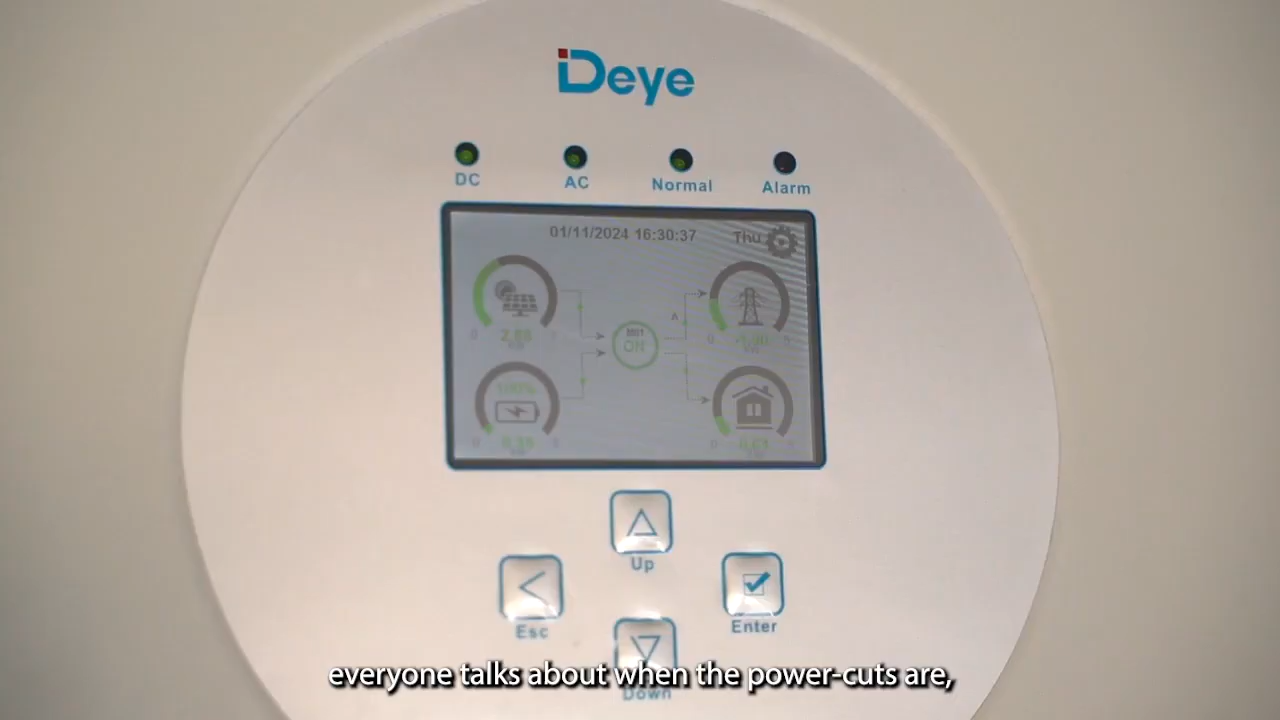 Deye
DC AC Normal Alarm
01/11/2024 16:30:37 Thu
ON
100%
Up
Esc
Enter
Down
everyone talks about when the power-cuts are,